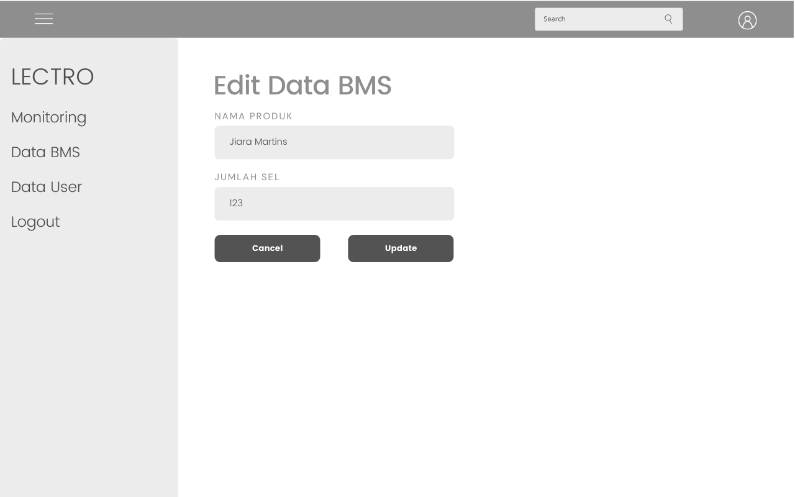 Search
LECTRO
Monitoring
Data BMS
Data User
Logout
Edit Data BMS
NAMA PRODUK
Jiara Martins
JUMLAH SEL
123
Cancel
Update